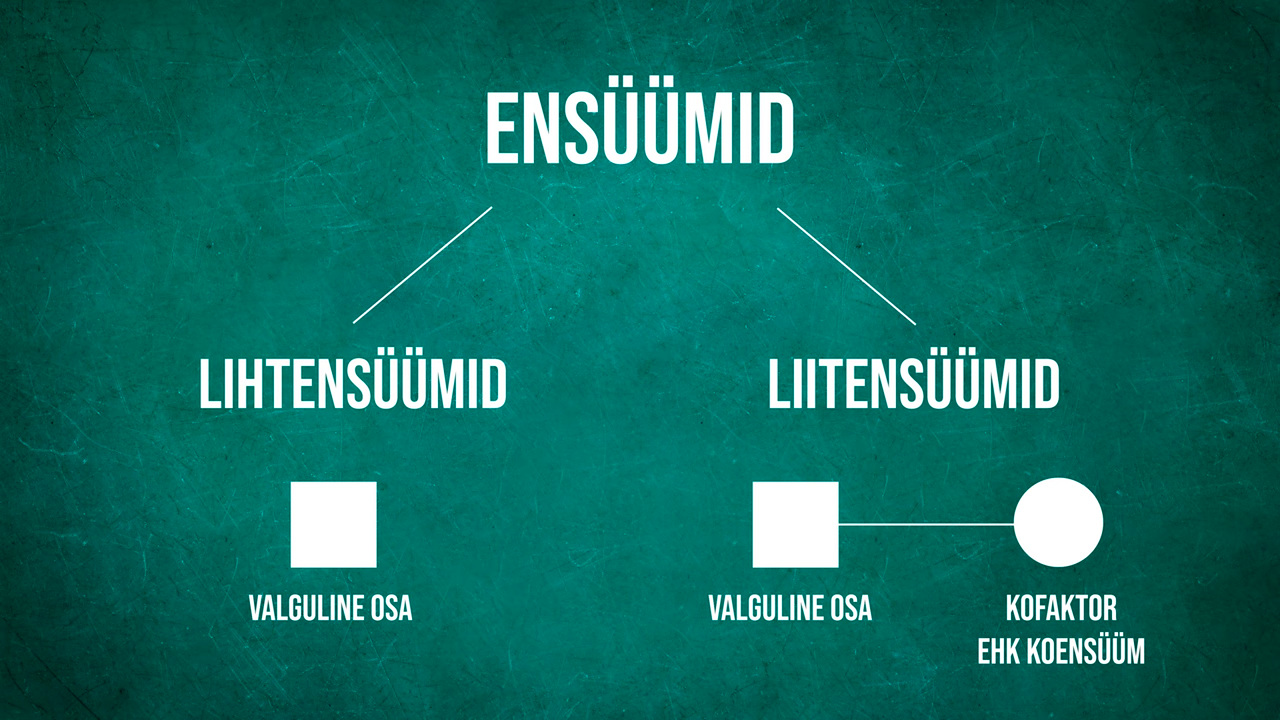 ENSÜÜMID
LIHTENSÜÜMID
LIITENSÜÜMID
VALGULINE OSA
VALGULINE OSA
KOFAKTOR
EHK KOENSÜÜM